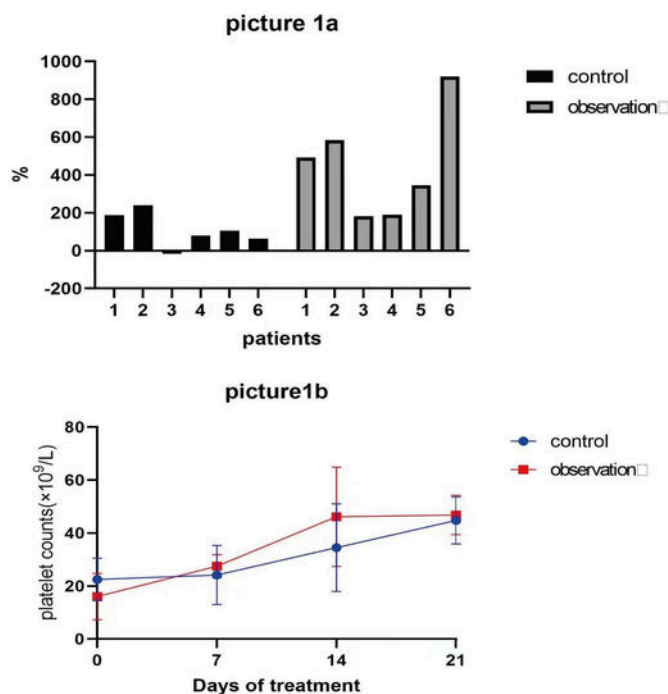 picture 1a
control
observation□
1000
800
600
400
200
0
-200
%
1 2 3 4 5 6 1 2 3 4 5 6
patients
picture1b
control
observation□
80
60
40
20
0
platelet counts(×10⁹/L)
0 7 14 21
Days of treatment